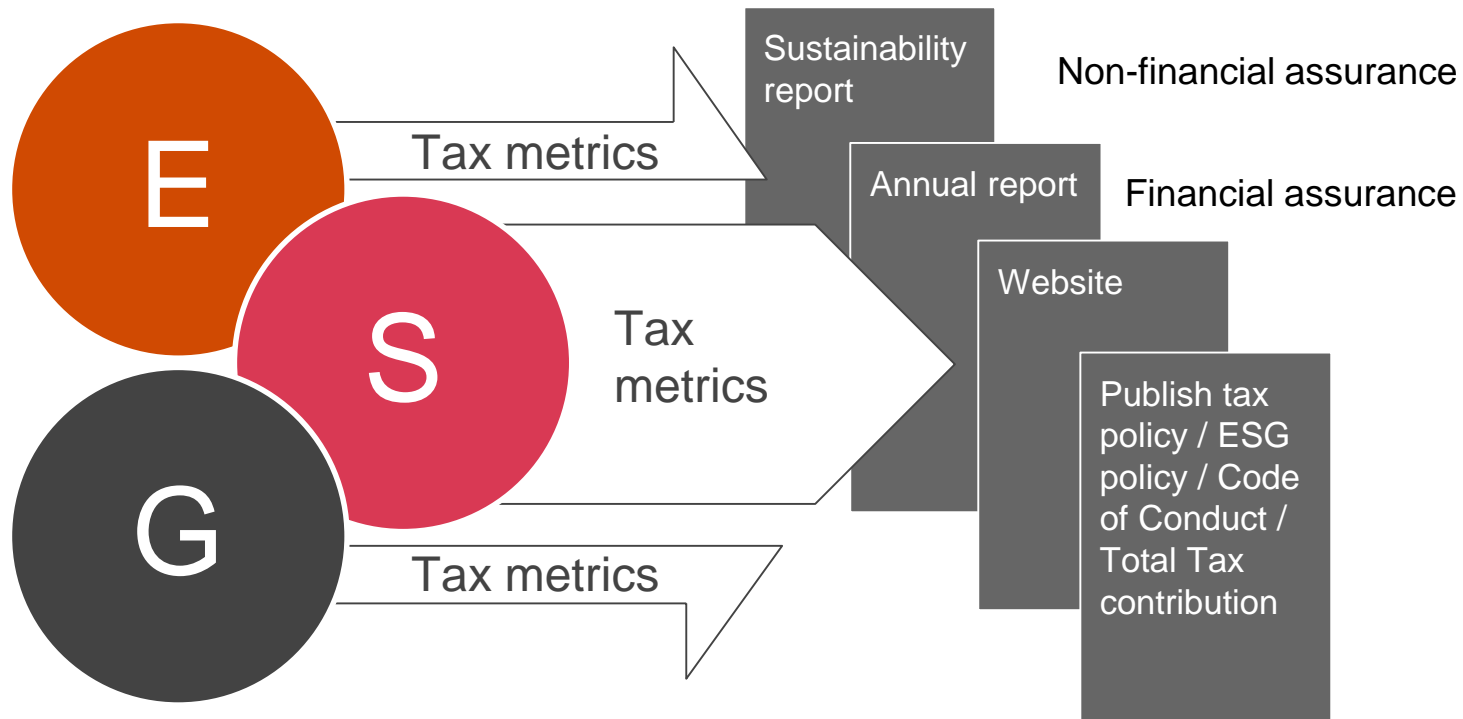 E
S
G
Tax metrics
Tax
metrics
Tax metrics
Sustainability
report
Non-financial assurance
Annual report
Financial assurance
Website
Publish tax
policy / ESG
policy / Code
of Conduct /
Total Tax
contribution